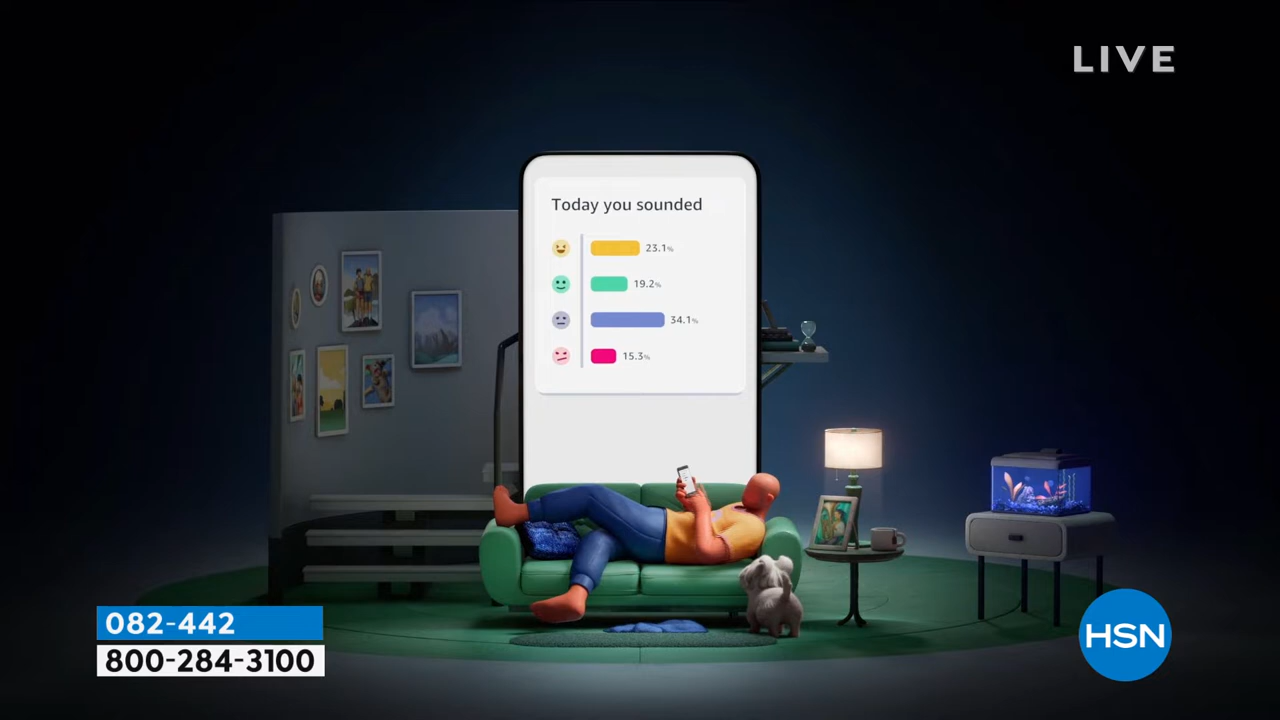 LIVE
Today you sounded
23.1%
19.2%
34.1%
15.3%
082-442
800-284-3100
HSN